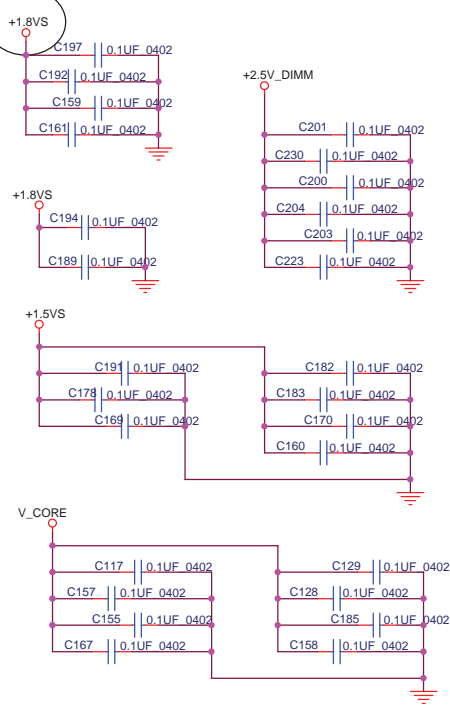 +1.8VS
C197 0.1UF_0402
C192 0.1UF_0402
C159 0.1UF_0402
C161 0.1UF_0402
+2.5V_DIMM
C201 0.1UF_0402
C230 0.1UF_0402
C200 0.1UF_0402
C204 0.1UF_0402
C203 0.1UF_0402
C223 0.1UF_0402
+1.8VS
C194 0.1UF_0402
C189 0.1UF_0402
+1.5VS
C191 0.1UF_0402
C178 0.1UF_0402
C169 0.1UF_0402
C182 0.1UF_0402
C183 0.1UF_0402
C170 0.1UF_0402
C160 0.1UF_0402
V_CORE
C117 0.1UF_0402
C157 0.1UF_0402
C155 0.1UF_0402
C167 0.1UF_0402
C129 0.1UF_0402
C128 0.1UF_0402
C185 0.1UF_0402
C158 0.1UF_0402